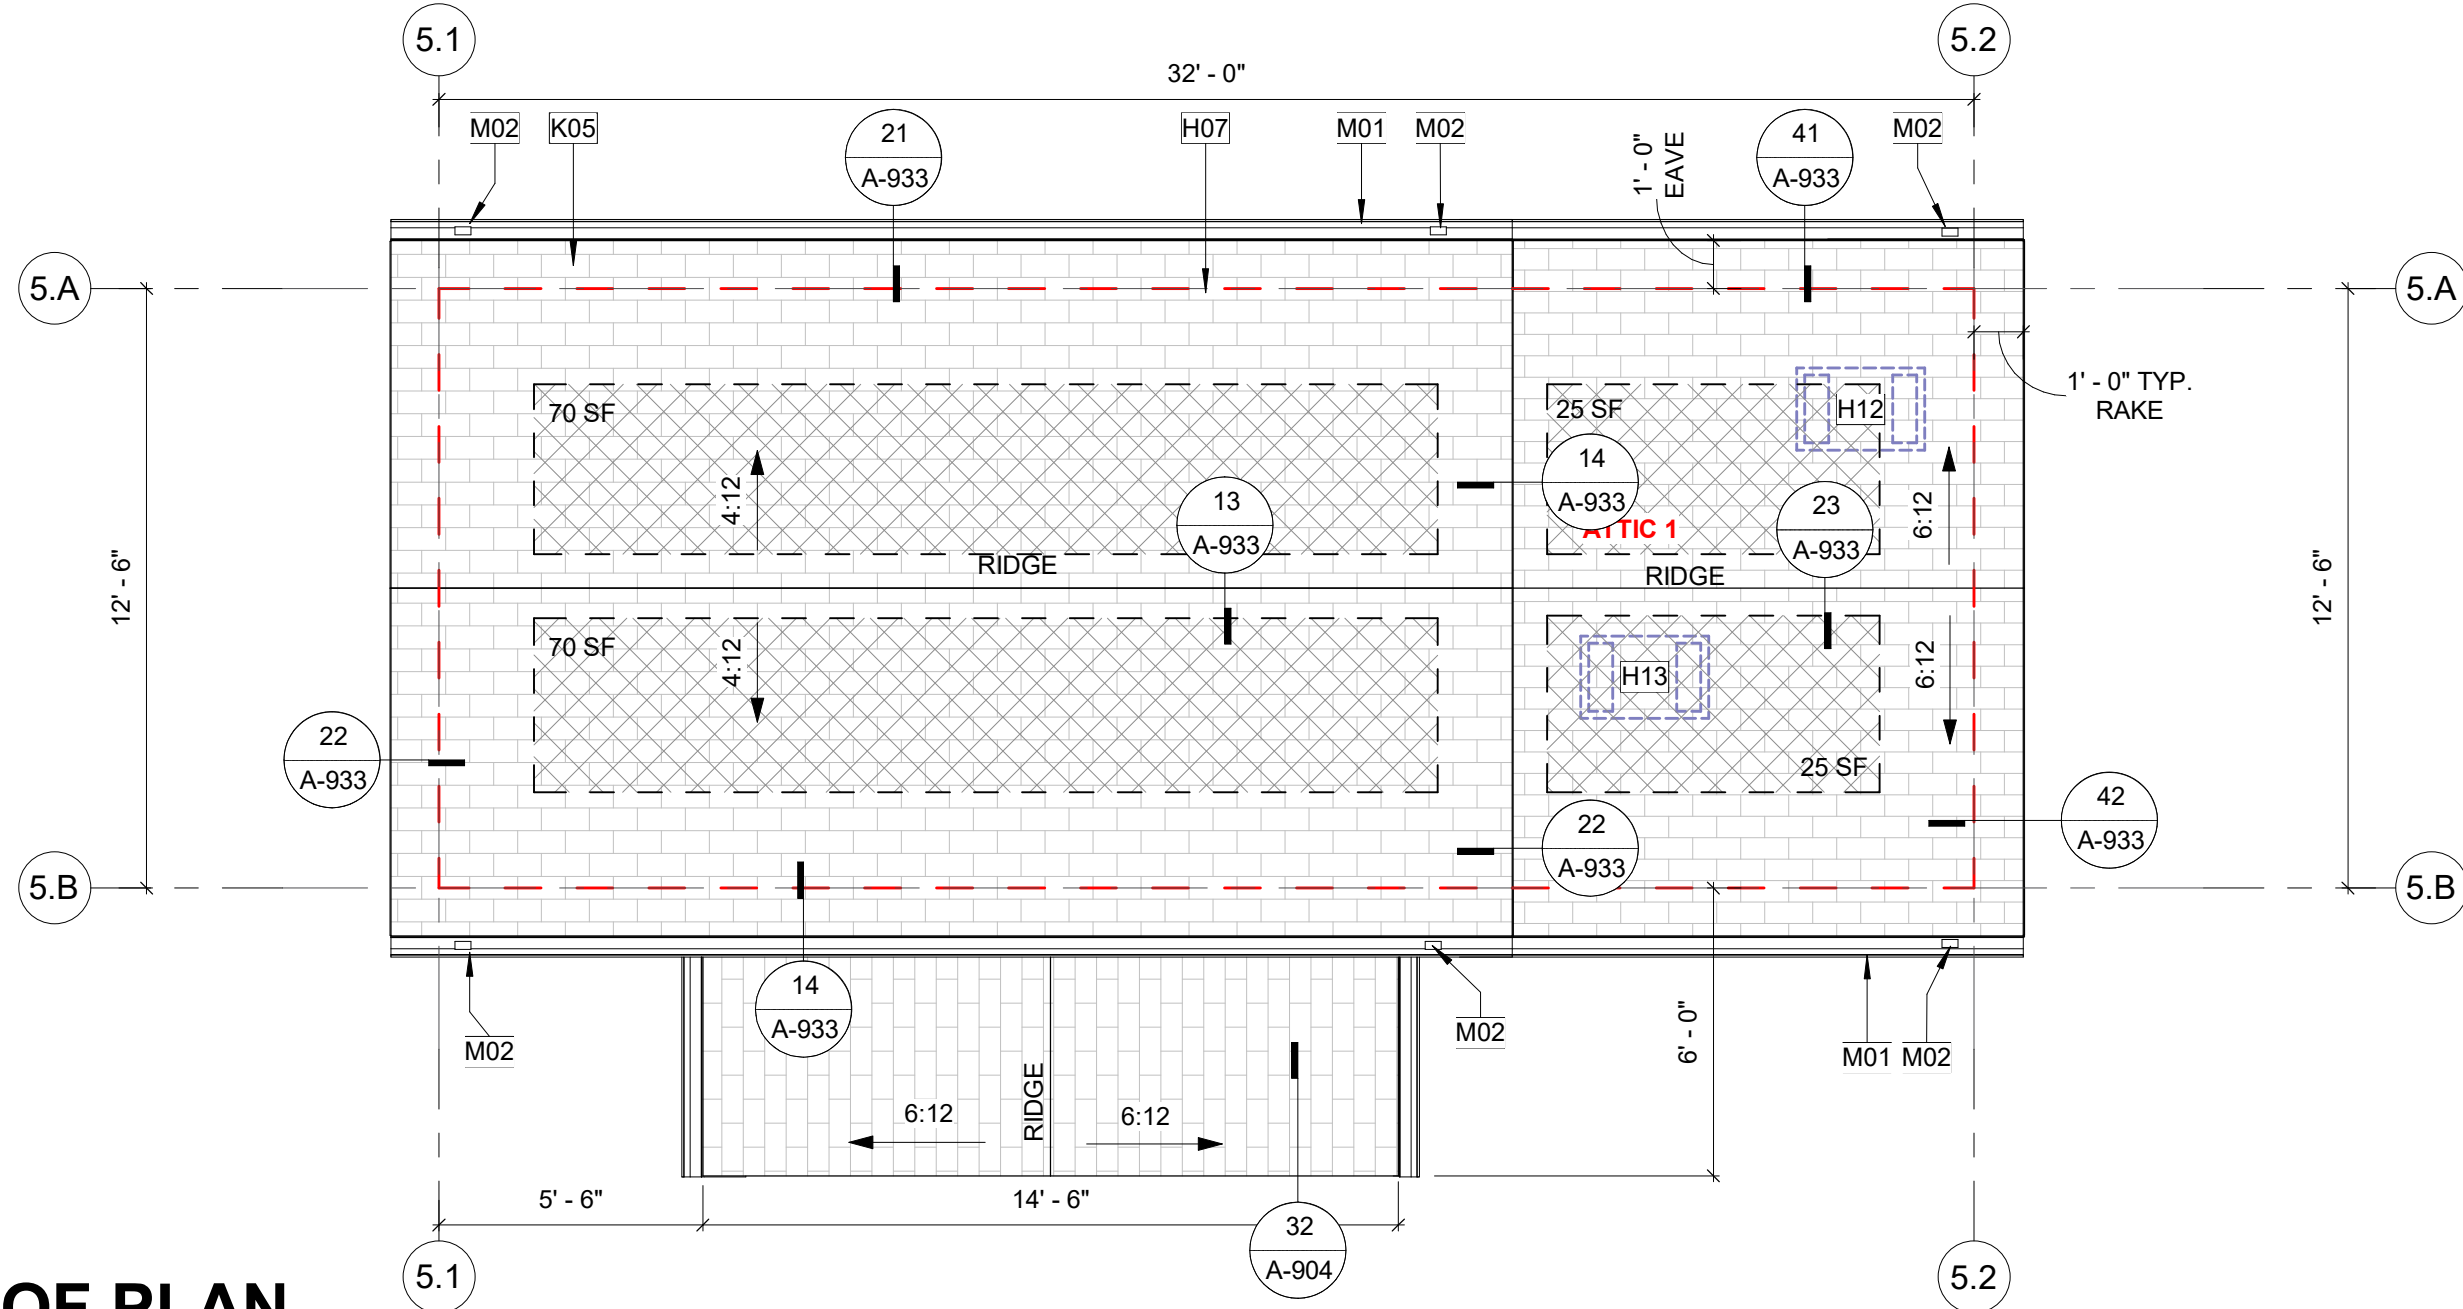 5.1
5.2
32' - 0"
M02
K05
21
A-933
H07
M01
M02
1' - 0"
EAVE
41
A-933
M02
5.A
5.A
1' - 0" TYP.
RAKE
70 SF
25 SF
H12
4:12
13
A-933
14
A-933
ATTIC 1
23
A-933
6:12
RIDGE
RIDGE
12' - 6"
12' - 6"
70 SF
4:12
H13
6:12
22
A-933
25 SF
22
A-933
42
A-933
5.B
5.B
14
A-933
M02
M02
6' - 0"
M01
M02
RIDGE
6:12
6:12
5' - 6"
14' - 6"
32
A-904
5.1
5.2
OF PLAN